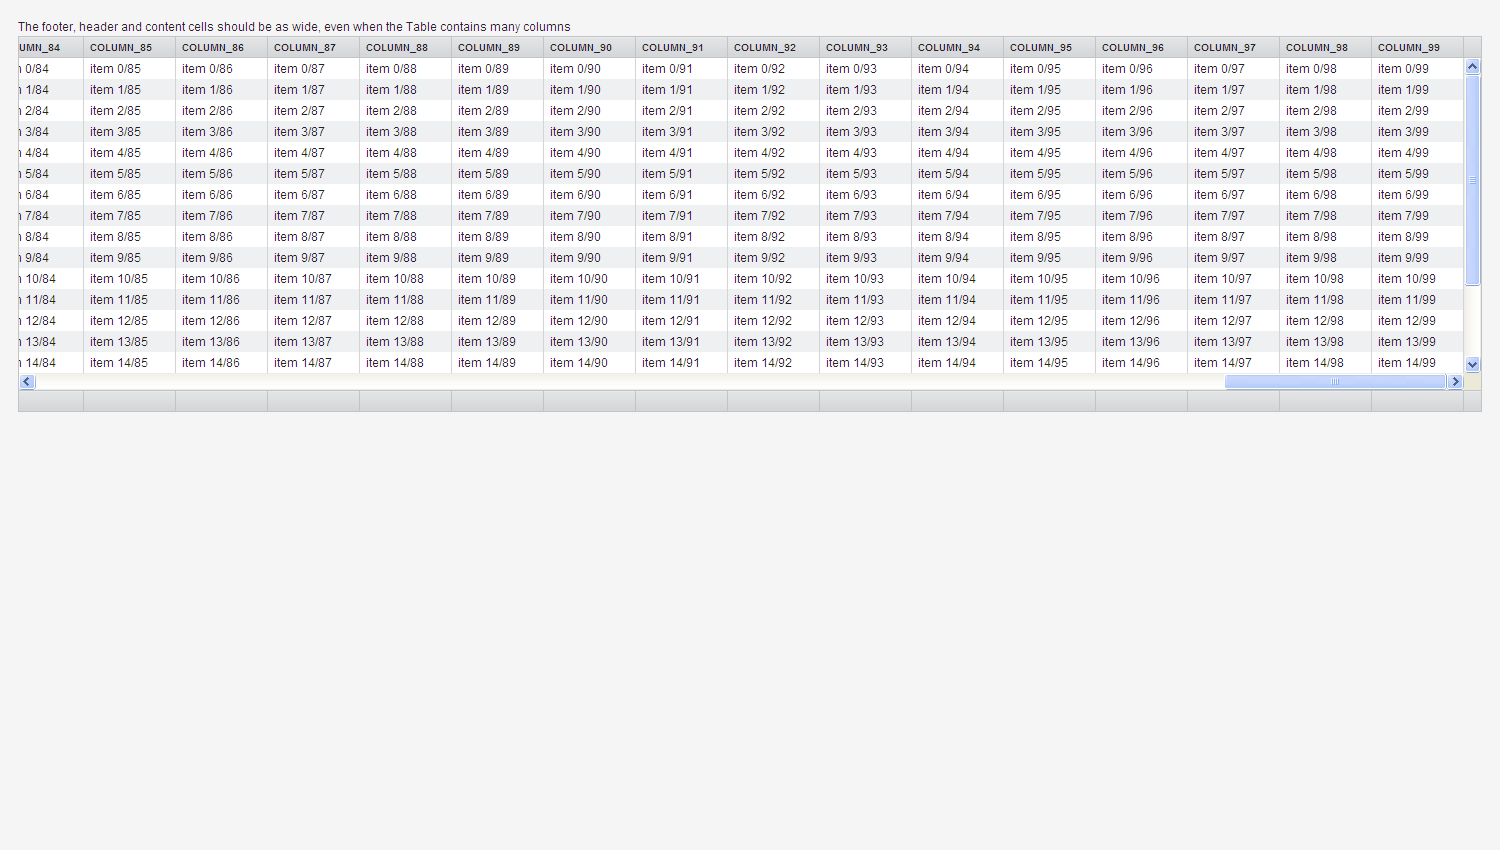 The footer, header and content cells should be as wide, even when the Table contains many columns
UMN_84 COLUMN_85 COLUMN_86 COLUMN_87 COLUMN_88 COLUMN_89 COLUMN_90 COLUMN_91 COLUMN_92 COLUMN_93 COLUMN_94 COLUMN_95 COLUMN_96 COLUMN_97 COLUMN_98 COLUMN_99
0/84 item 0/85 item 0/86 item 0/87 item 0/88 item 0/89 item 0/90 item 0/91 item 0/92 item 0/93 item 0/94 item 0/95 item 0/96 item 0/97 item 0/98 item 0/99
1/84 item 1/85 item 1/86 item 1/87 item 1/88 item 1/89 item 1/90 item 1/91 item 1/92 item 1/93 item 1/94 item 1/95 item 1/96 item 1/97 item 1/98 item 1/99
2/84 item 2/85 item 2/86 item 2/87 item 2/88 item 2/89 item 2/90 item 2/91 item 2/92 item 2/93 item 2/94 item 2/95 item 2/96 item 2/97 item 2/98 item 2/99
3/84 item 3/85 item 3/86 item 3/87 item 3/88 item 3/89 item 3/90 item 3/91 item 3/92 item 3/93 item 3/94 item 3/95 item 3/96 item 3/97 item 3/98 item 3/99
4/84 item 4/85 item 4/86 item 4/87 item 4/88 item 4/89 item 4/90 item 4/91 item 4/92 item 4/93 item 4/94 item 4/95 item 4/96 item 4/97 item 4/98 item 4/99
5/84 item 5/85 item 5/86 item 5/87 item 5/88 item 5/89 item 5/90 item 5/91 item 5/92 item 5/93 item 5/94 item 5/95 item 5/96 item 5/97 item 5/98 item 5/99
6/84 item 6/85 item 6/86 item 6/87 item 6/88 item 6/89 item 6/90 item 6/91 item 6/92 item 6/93 item 6/94 item 6/95 item 6/96 item 6/97 item 6/98 item 6/99
7/84 item 7/85 item 7/86 item 7/87 item 7/88 item 7/89 item 7/90 item 7/91 item 7/92 item 7/93 item 7/94 item 7/95 item 7/96 item 7/97 item 7/98 item 7/99
8/84 item 8/85 item 8/86 item 8/87 item 8/88 item 8/89 item 8/90 item 8/91 item 8/92 item 8/93 item 8/94 item 8/95 item 8/96 item 8/97 item 8/98 item 8/99
9/84 item 9/85 item 9/86 item 9/87 item 9/88 item 9/89 item 9/90 item 9/91 item 9/92 item 9/93 item 9/94 item 9/95 item 9/96 item 9/97 item 9/98 item 9/99
10/84 item 10/85 item 10/86 item 10/87 item 10/88 item 10/89 item 10/90 item 10/91 item 10/92 item 10/93 item 10/94 item 10/95 item 10/96 item 10/97 item 10/98 item 10/99
11/84 item 11/85 item 11/86 item 11/87 item 11/88 item 11/89 item 11/90 item 11/91 item 11/92 item 11/93 item 11/94 item 11/95 item 11/96 item 11/97 item 11/98 item 11/99
12/84 item 12/85 item 12/86 item 12/87 item 12/88 item 12/89 item 12/90 item 12/91 item 12/92 item 12/93 item 12/94 item 12/95 item 12/96 item 12/97 item 12/98 item 12/99
13/84 item 13/85 item 13/86 item 13/87 item 13/88 item 13/89 item 13/90 item 13/91 item 13/92 item 13/93 item 13/94 item 13/95 item 13/96 item 13/97 item 13/98 item 13/99
14/84 item 14/85 item 14/86 item 14/87 item 14/88 item 14/89 item 14/90 item 14/91 item 14/92 item 14/93 item 14/94 item 14/95 item 14/96 item 14/97 item 14/98 item 14/99